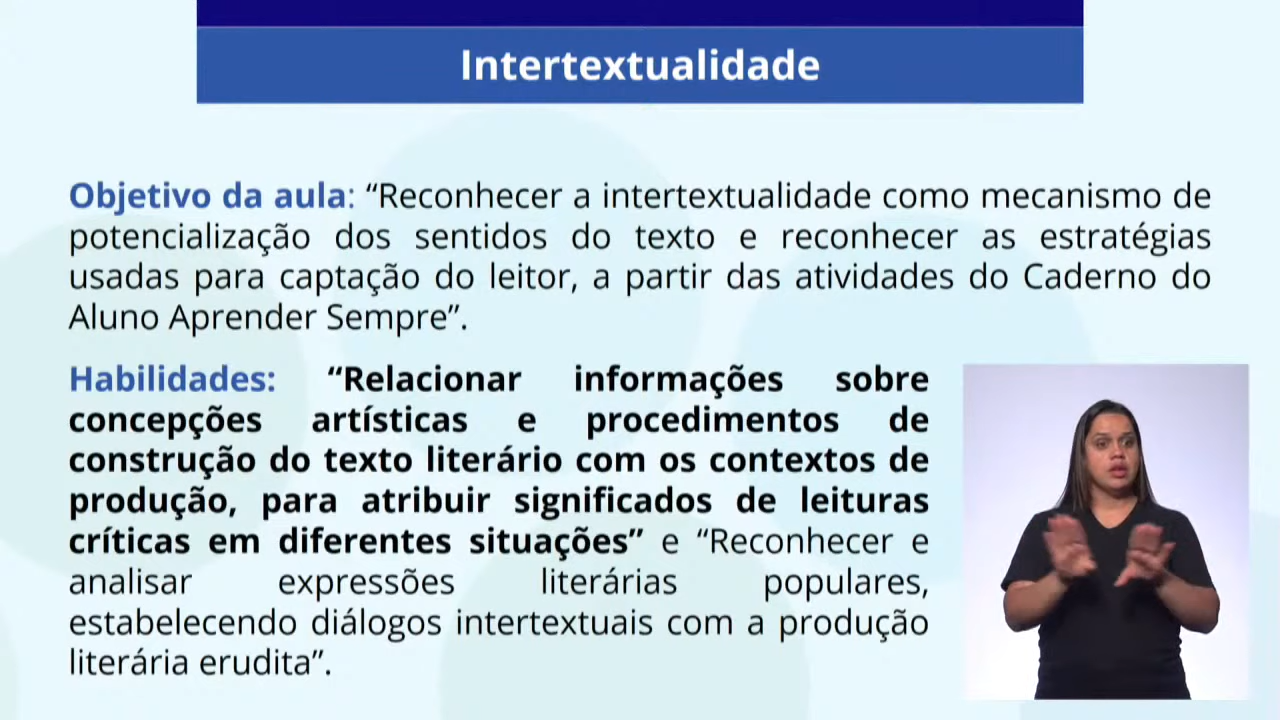 Intertextualidade
Objetivo da aula: “Reconhecer a intertextualidade como mecanismo de
potencialização dos sentidos do texto e reconhecer as estratégias
usadas para captação do leitor, a partir das atividades do Caderno do
Aluno Aprender Sempre”.
Habilidades: “Relacionar informações sobre
concepções artísticas e procedimentos de
construção do texto literário com os contextos de
produção, para atribuir significados de leituras
críticas em diferentes situações” e “Reconhecer e
analisar expressões literárias populares,
estabelecendo diálogos intertextuais com a produção
literária erudita”.